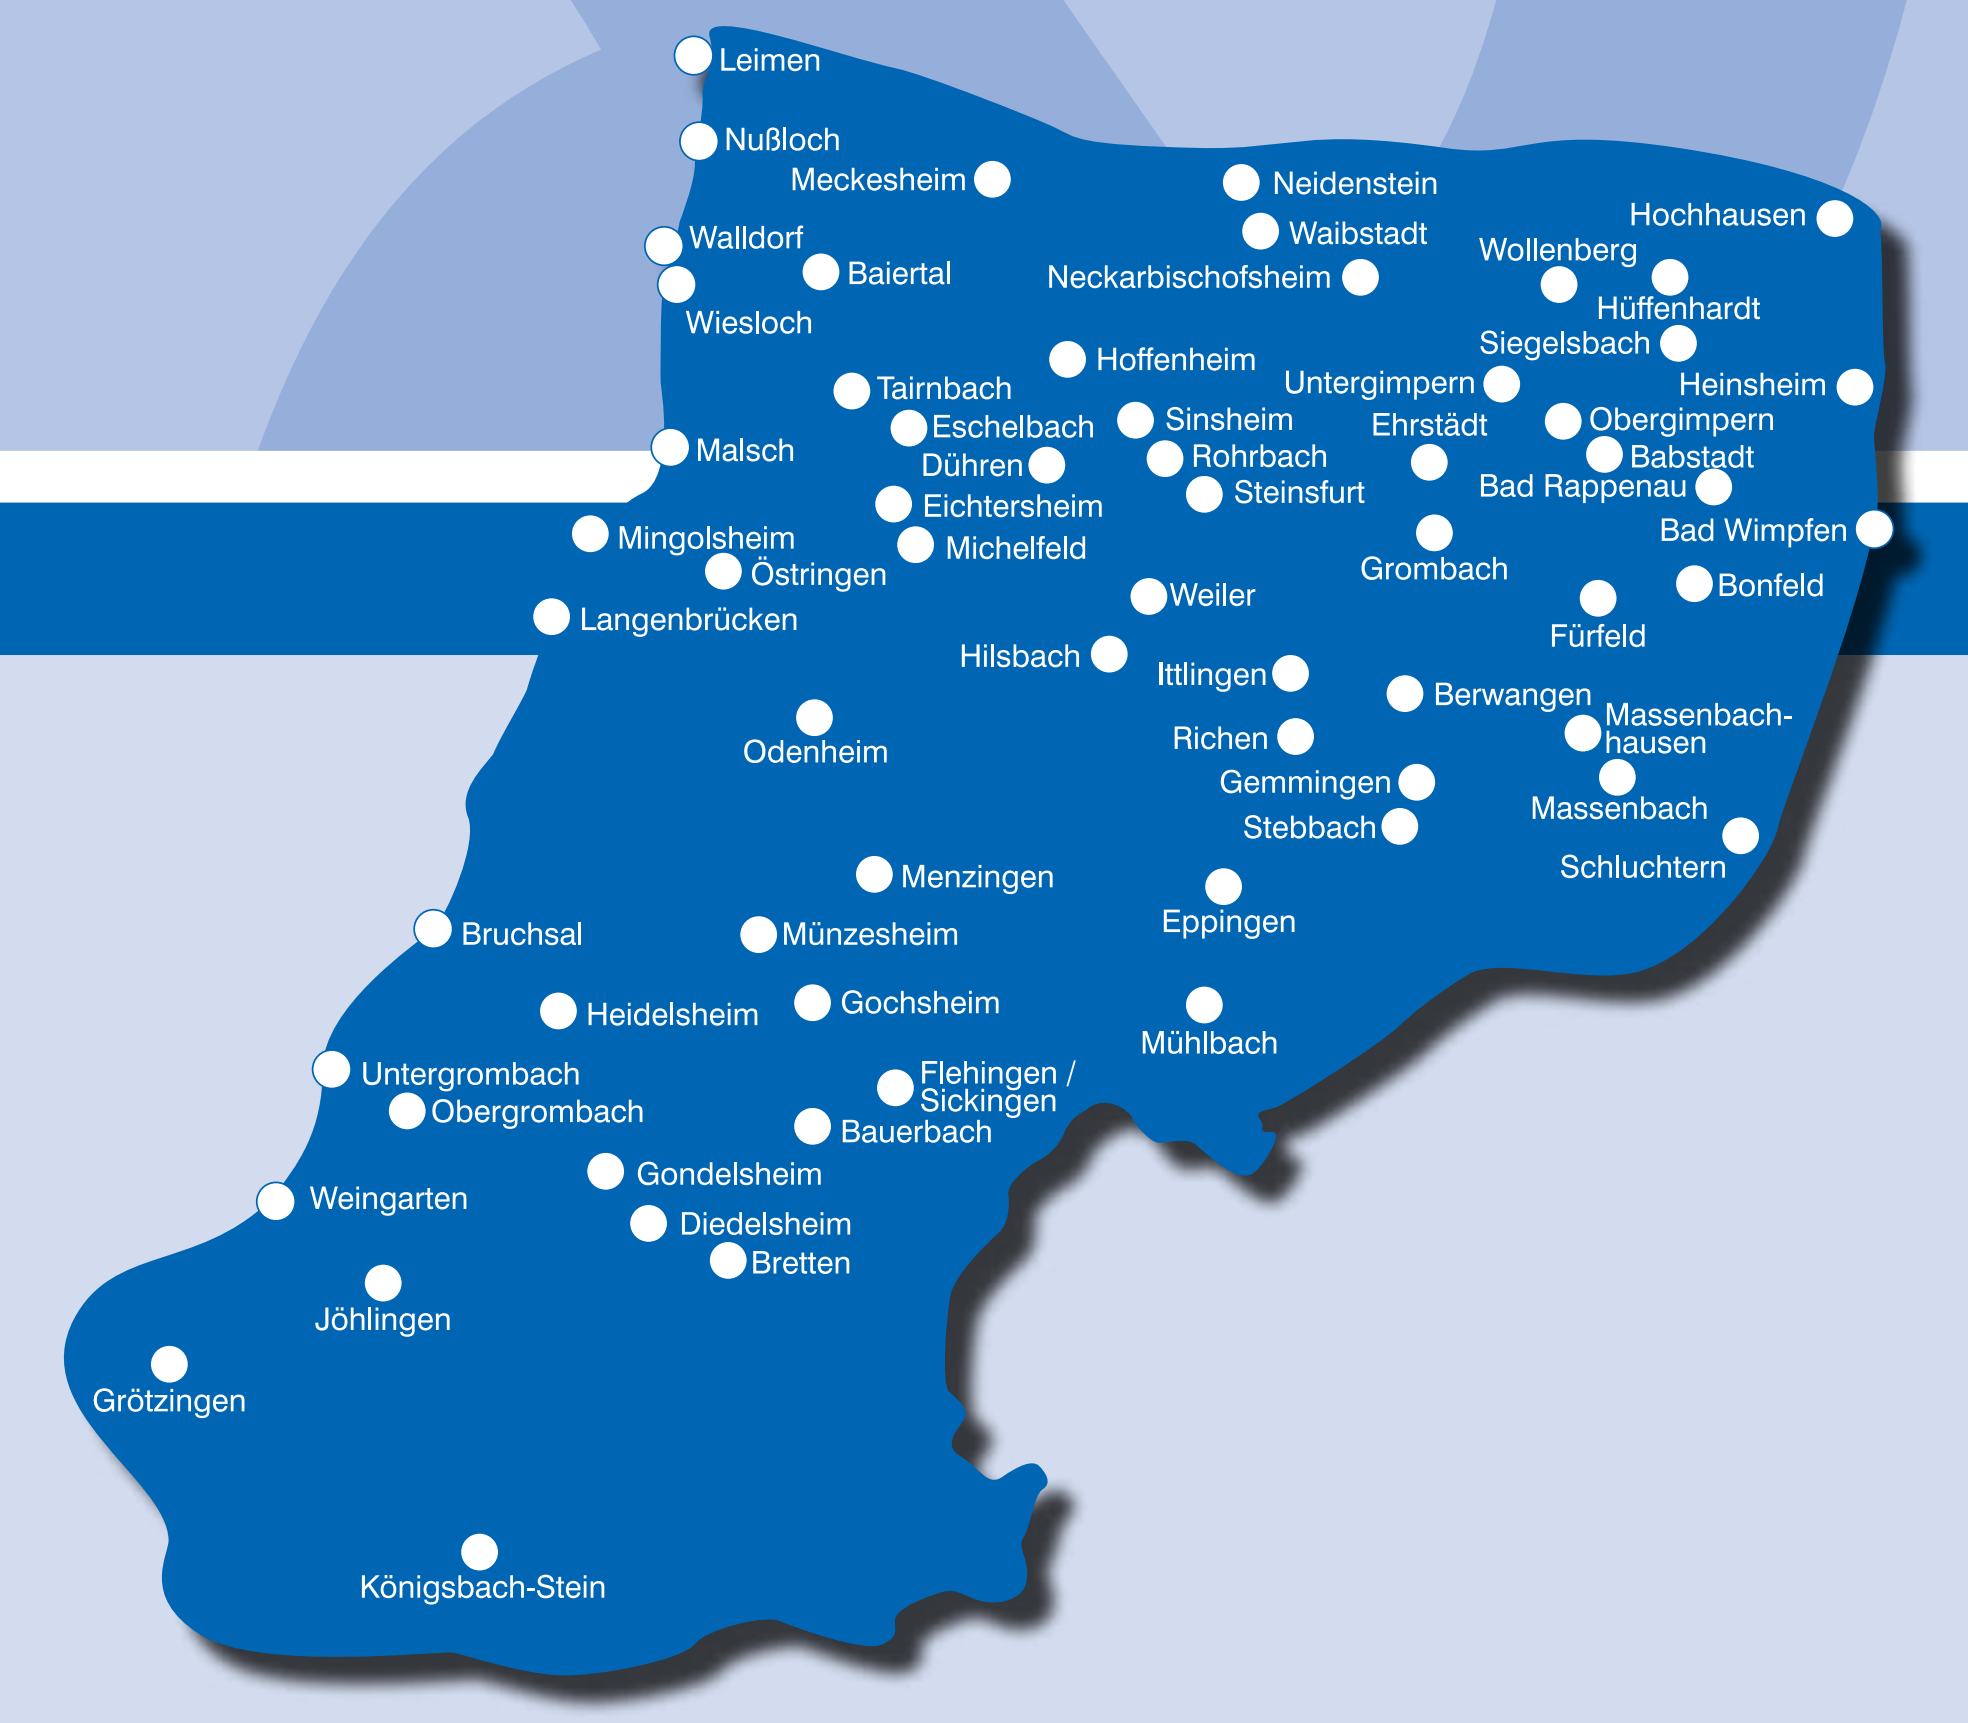 Leimen
Nußloch
Meckesheim
Neidenstein
Hochhausen
Waibstadt
Walldorf
Wollenberg
Baiertal
Neckarbischofsheim
Hüffenhardt
Wiesloch
Siegelsbach
Hoffenheim
Untergimpern
Heinsheim
Tairnbach
Sinsheim
Ehrstädt
Obergimpern
Eschelbach
Malsch
Dühren
Rohrbach
Babstadt
Bad Rappenau
Steinsfurt
Eichtersheim
Bad Wimpfen
Mingolsheim
Michelfeld
Grombach
Östringen
Bonfeld
Weiler
Langenbrücken
Fürfeld
Hilsbach
Ittlingen
Berwangen
Massenbach-
hausen
Richen
Odenheim
Gemmingen
Massenbach
Stebbach
Schluchtern
Menzingen
Eppingen
Bruchsal
Münzesheim
Gochsheim
Heidelsheim
Mühlbach
Untergrombach
Flehingen /
Sickingen
Obergrombach
Bauerbach
Gondelsheim
Weingarten
Diedelsheim
Bretten
Jöhlingen
Grötzingen
Königsbach-Stein